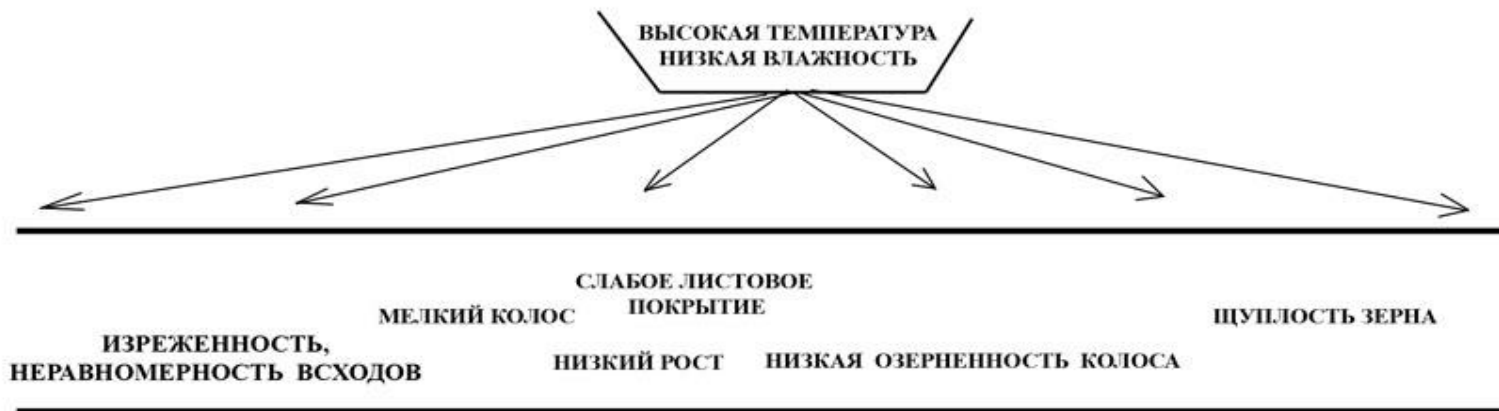 ВЫСОКАЯ ТЕМПЕРАТУРА
НИЗКАЯ ВЛАЖНОСТЬ
ИЗРЕЖЕННОСТЬ,
НЕРАВНОМЕРНОСТЬ ВСХОДОВ
МЕЛКИЙ КОЛОС
СЛАБОЕ ЛИСТОВОЕ
ПОКРЫТИЕ
НИЗКИЙ РОСТ
НИЗКАЯ ОЗЕРНЕННОСТЬ КОЛОСА
ЩУПЛОСТЬ ЗЕРНА